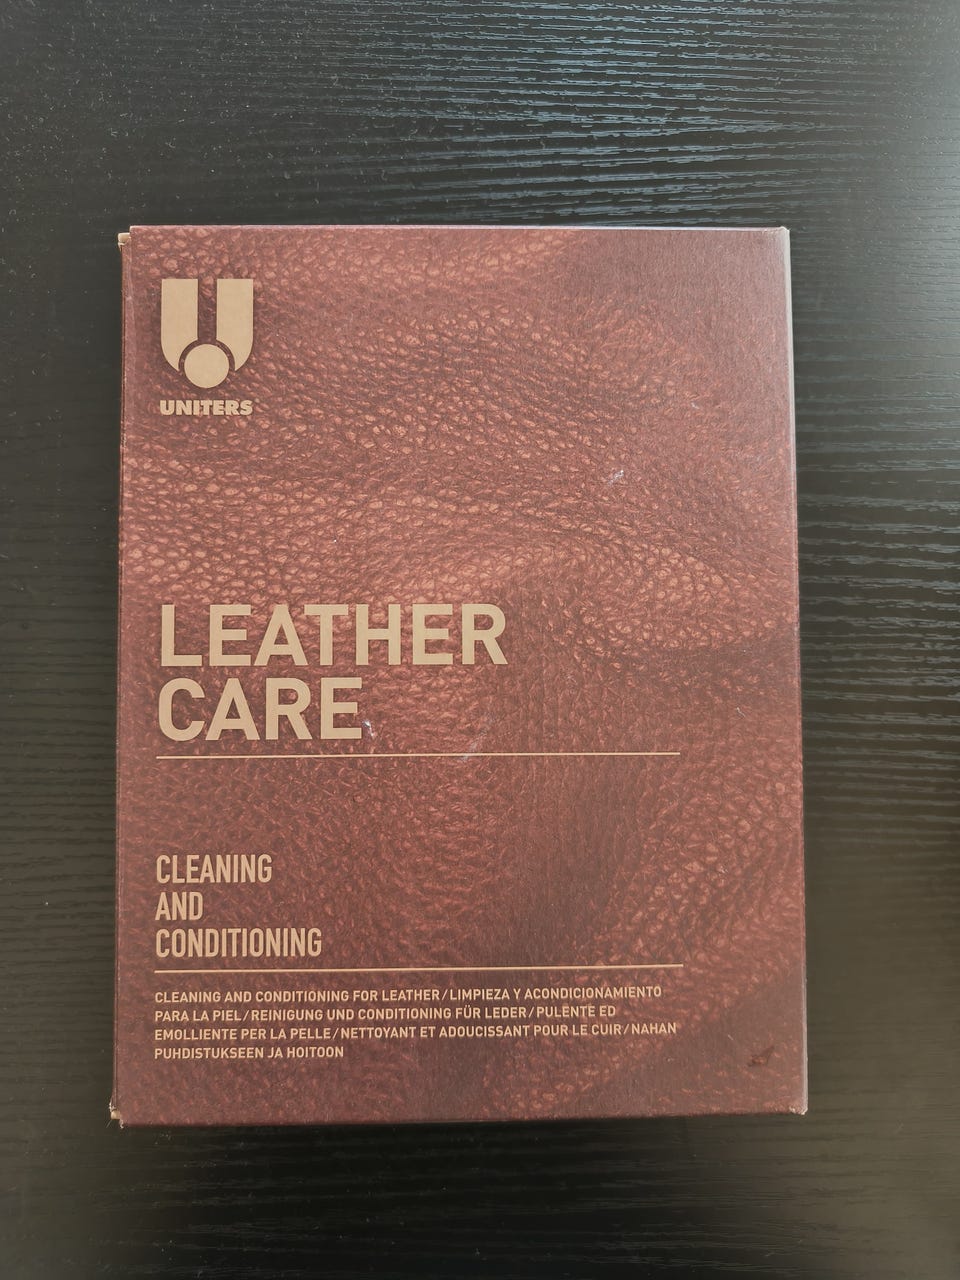 UNITERS
LEATHER
CARE
CLEANING
AND
CONDITIONING
CLEANING AND CONDITIONING FOR LEATHER/LIMPIEZA Y ACONDICIONAMIENTO
PARA LA PIEL/REINIGUNG UND CONDITIONING FÜR LEDER/PULENTE ED
EMOLLIENTE PER LA PELLE/NETTOYANT ET ADOUCISSANT POUR LE CUIR/NAHAN
PUHDISTUKSEEN JA HOITOON